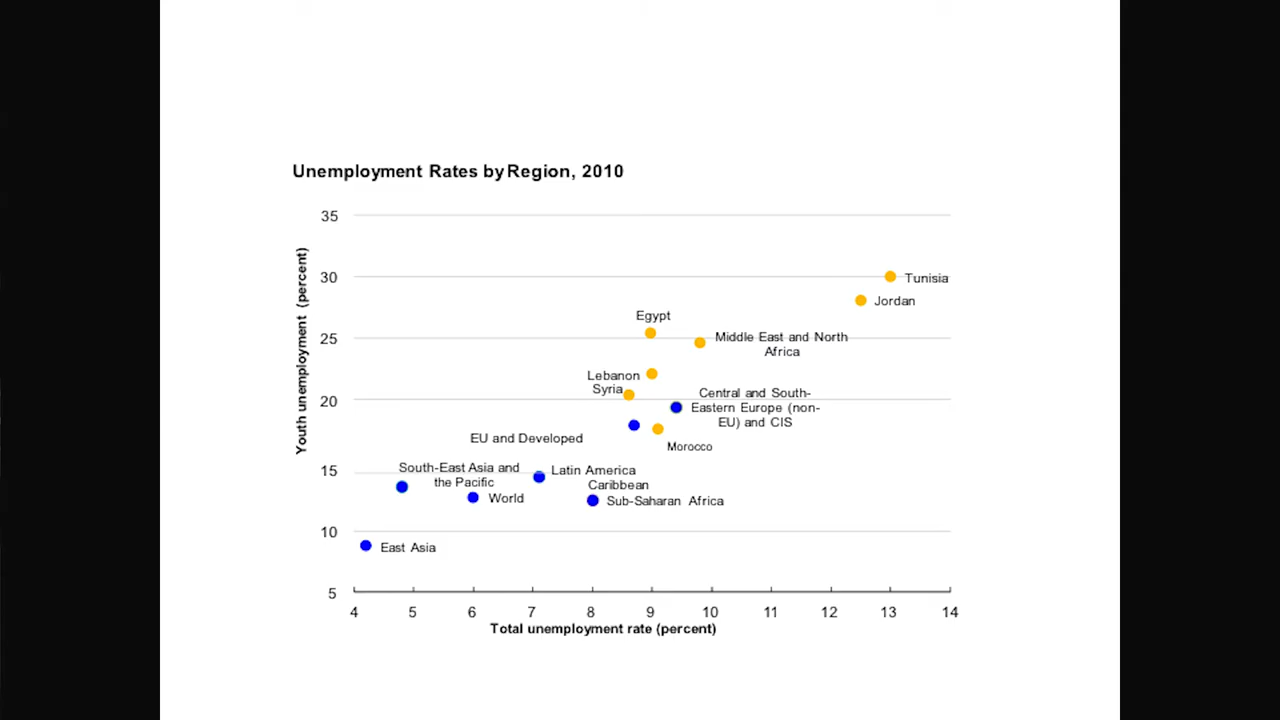 Unemployment Rates by Region, 2010
35
30
25
20
15
10
5
Youth unemployment (percent)
Tunisia
Jordan
Egypt
Middle East and North
Africa
Lebanon
Syria
Central and South-
Eastern Europe (non-
EU) and CIS
EU and Developed
Morocco
South-East Asia and
the Pacific
Latin America
Caribbean
World
Sub-Saharan Africa
East Asia
4 5 6 7 8 9 10 11 12 13 14
Total unemployment rate (percent)